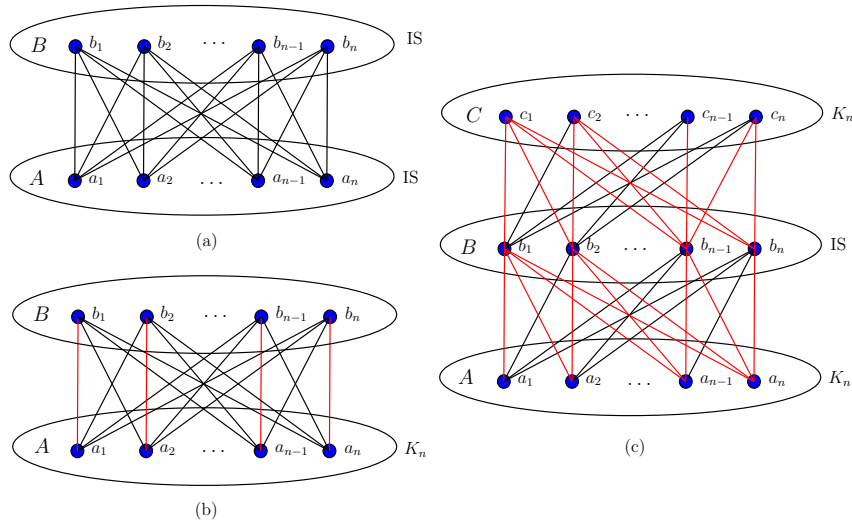 B b₁ b₂ · · · bₙ₋₁ bₙ IS
A a₁ a₂ · · · aₙ₋₁ aₙ IS
(a)
B b₁ b₂ · · · bₙ₋₁ bₙ
A a₁ a₂ · · · aₙ₋₁ aₙ Kₙ
(b)
C c₁ c₂ · · · cₙ₋₁ cₙ Kₙ
B b₁ b₂ · · · bₙ₋₁ bₙ IS
A a₁ a₂ · · · aₙ₋₁ aₙ Kₙ
(c)